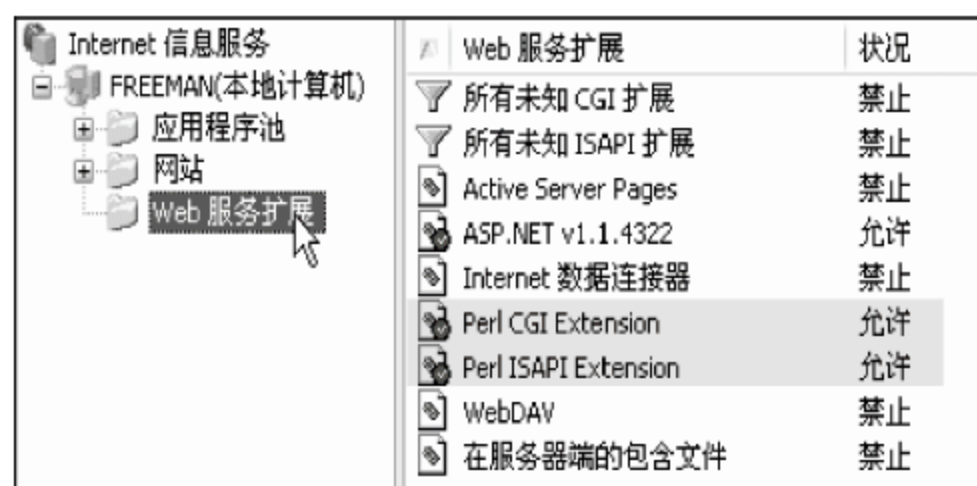 Internet 信息服务
FREEMAN(本地计算机)
应用程序池
网站
Web 服务扩展
Web 服务扩展 状况
所有未知 CGI 扩展 禁止
所有未知 ISAPI 扩展 禁止
Active Server Pages 禁止
ASP.NET v1.1.4322 允许
Internet 数据连接器 禁止
Perl CGI Extension 允许
Perl ISAPI Extension 允许
WebDAV 禁止
在服务器端的包含文件 禁止